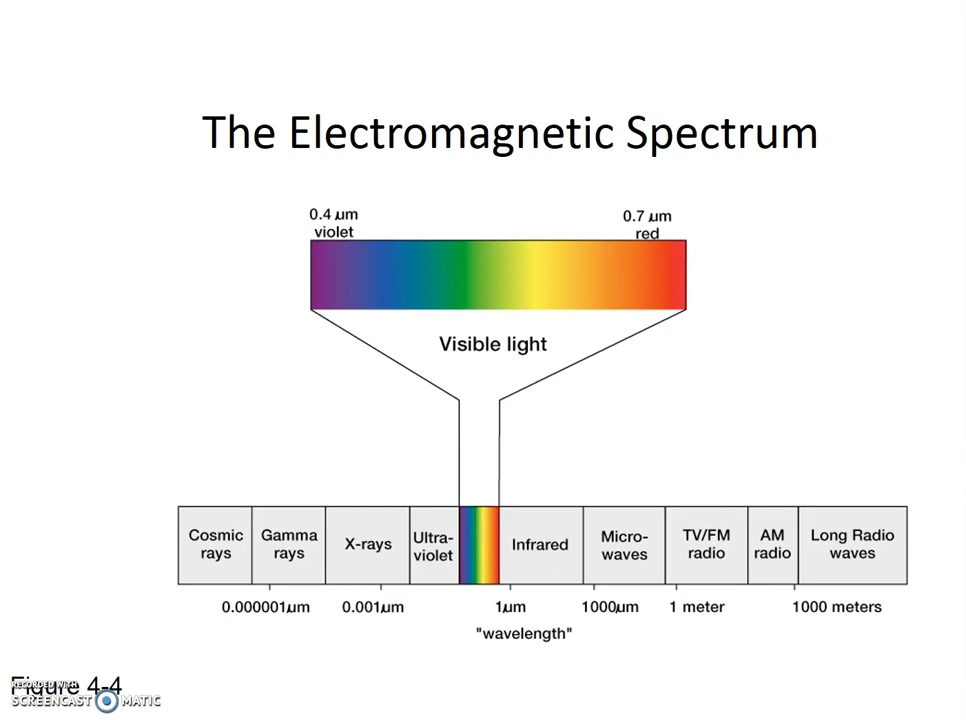 The Electromagnetic Spectrum
0.4 µm
violet
0.7 µm
red
Visible light
Cosmic
rays
Gamma
rays
X-rays
Ultra-
violet
Infrared
Micro-
waves
TV/FM
radio
AM
radio
Long Radio
waves
0.000001µm
0.001µm
1µm
1000µm
1 meter
1000 meters
"wavelength"
Figure 4-4
RECORDED WITH
SCREENCAST MATIC